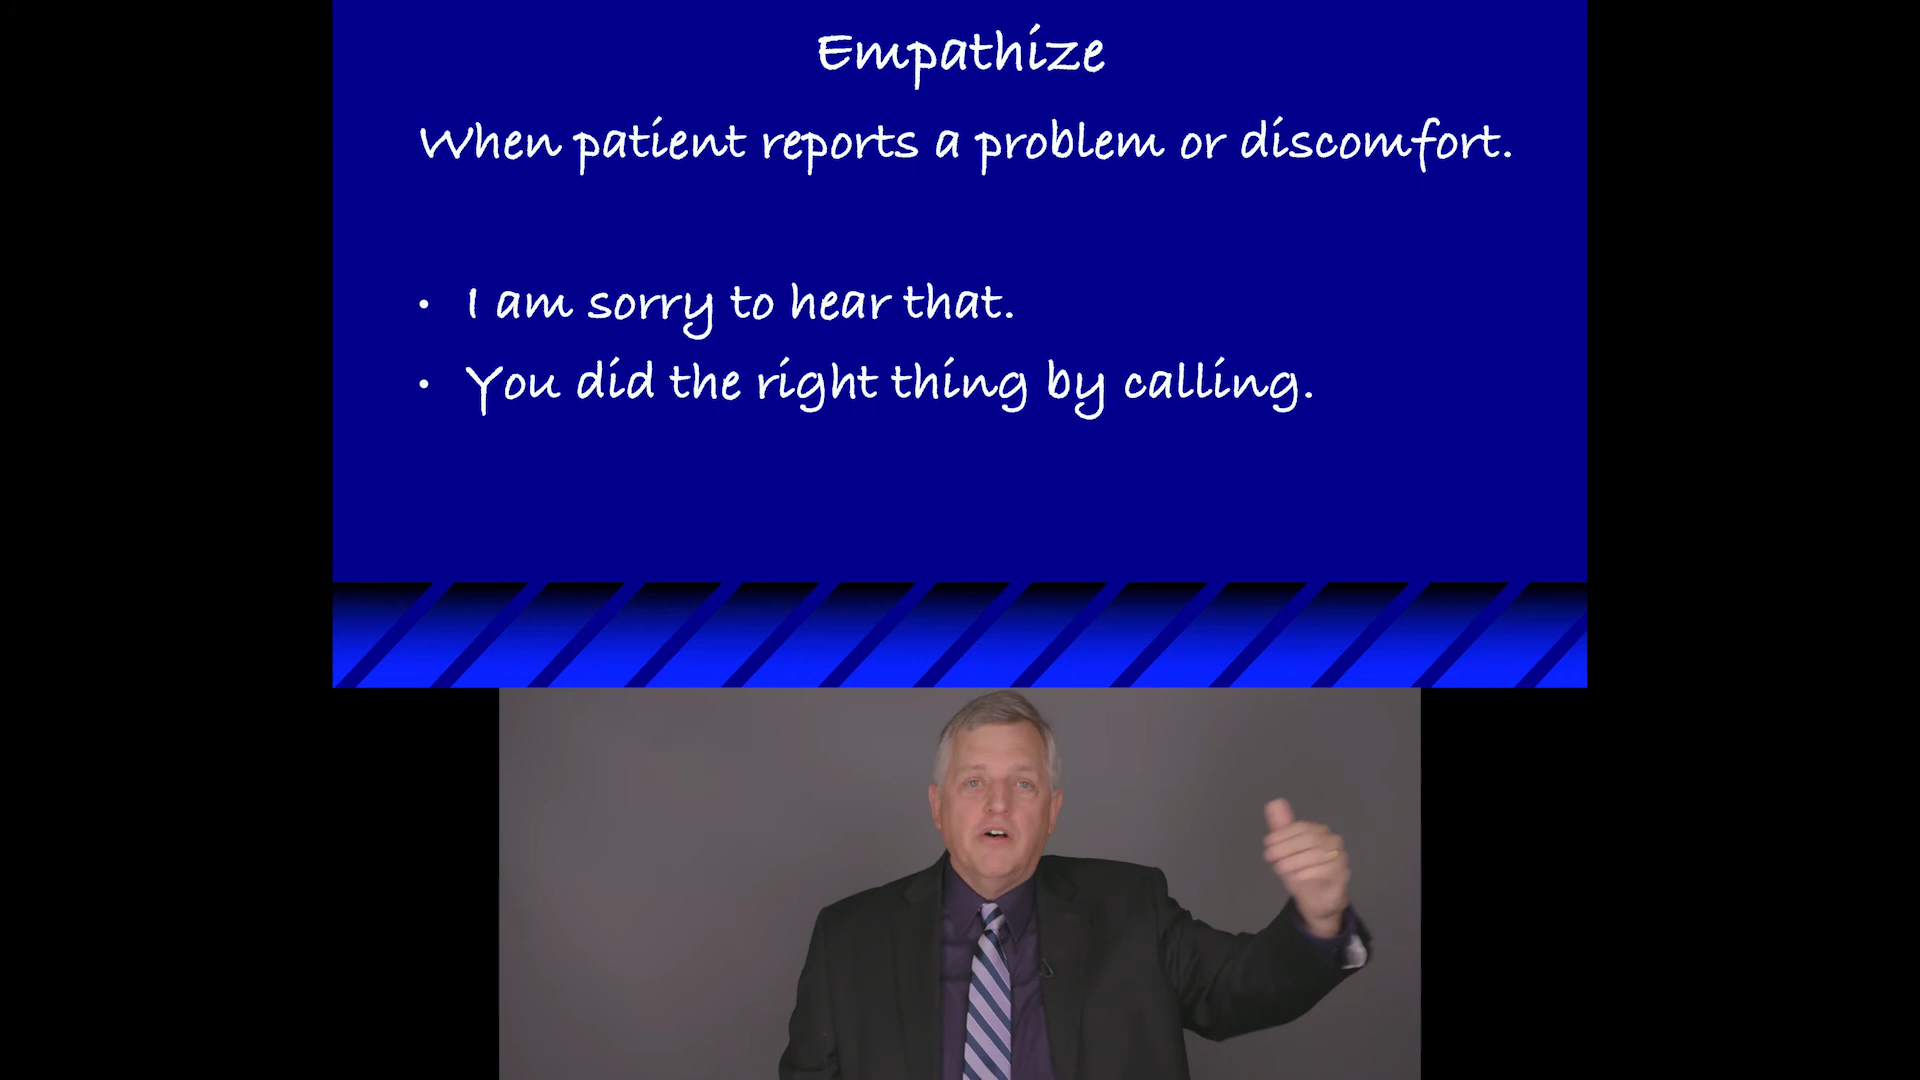 Empathize
When patient reports a problem or discomfort.
• I am sorry to hear that.
• You did the right thing by calling.